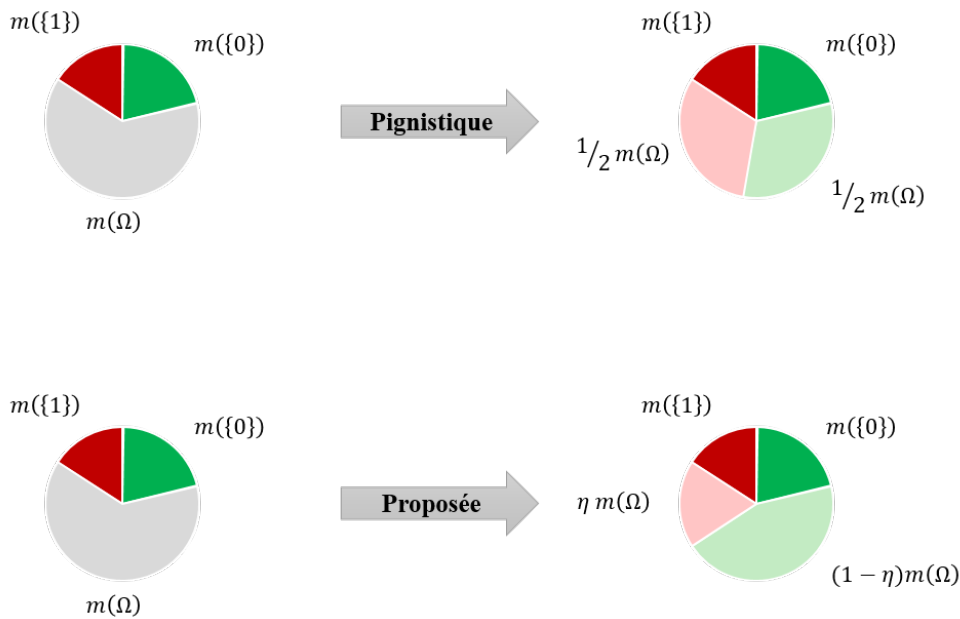 m({1})
m({0})
m(Ω)
Pignistique
m({1})
m({0})
1/2 m(Ω)
1/2 m(Ω)
m({1})
m({0})
m(Ω)
Proposée
m({1})
m({0})
η m(Ω)
(1 − η)m(Ω)